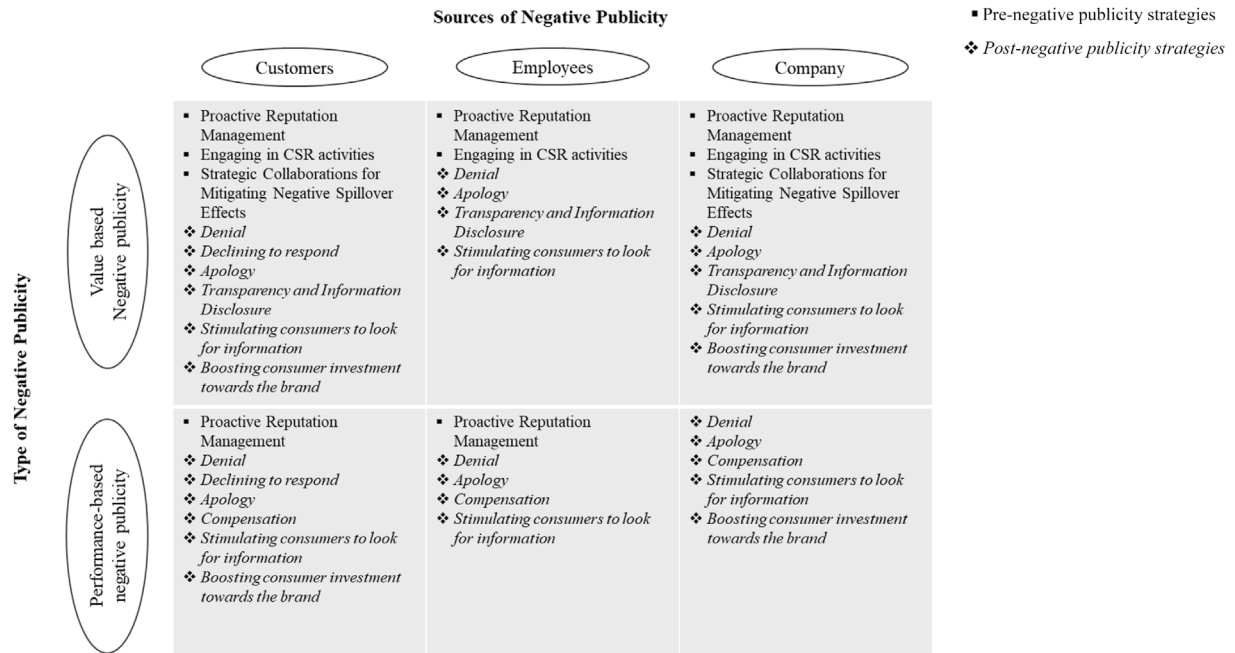 Sources of Negative Publicity
▪ Pre-negative publicity strategies
❖ Post-negative publicity strategies
Customers
Employees
Company
Type of Negative Publicity
Value based
Negative publicity
▪ Proactive Reputation
Management
▪ Engaging in CSR activities
▪ Strategic Collaborations for
Mitigating Negative Spillover
Effects
❖ Denial
❖ Declining to respond
❖ Apology
❖ Transparency and Information
Disclosure
❖ Stimulating consumers to look
for information
❖ Boosting consumer investment
towards the brand
▪ Proactive Reputation
Management
▪ Engaging in CSR activities
❖ Denial
❖ Apology
❖ Transparency and Information
Disclosure
❖ Stimulating consumers to look
for information
▪ Proactive Reputation
Management
▪ Engaging in CSR activities
▪ Strategic Collaborations for
Mitigating Negative Spillover
Effects
❖ Denial
❖ Apology
❖ Transparency and Information
Disclosure
❖ Stimulating consumers to look
for information
❖ Boosting consumer investment
towards the brand
Performance-based
negative publicity
▪ Proactive Reputation
Management
❖ Denial
❖ Declining to respond
❖ Apology
❖ Compensation
❖ Stimulating consumers to look
for information
❖ Boosting consumer investment
towards the brand
▪ Proactive Reputation
Management
❖ Denial
❖ Apology
❖ Compensation
❖ Stimulating consumers to look
for information
❖ Denial
❖ Apology
❖ Compensation
❖ Stimulating consumers to look
for information
❖ Boosting consumer investment
towards the brand